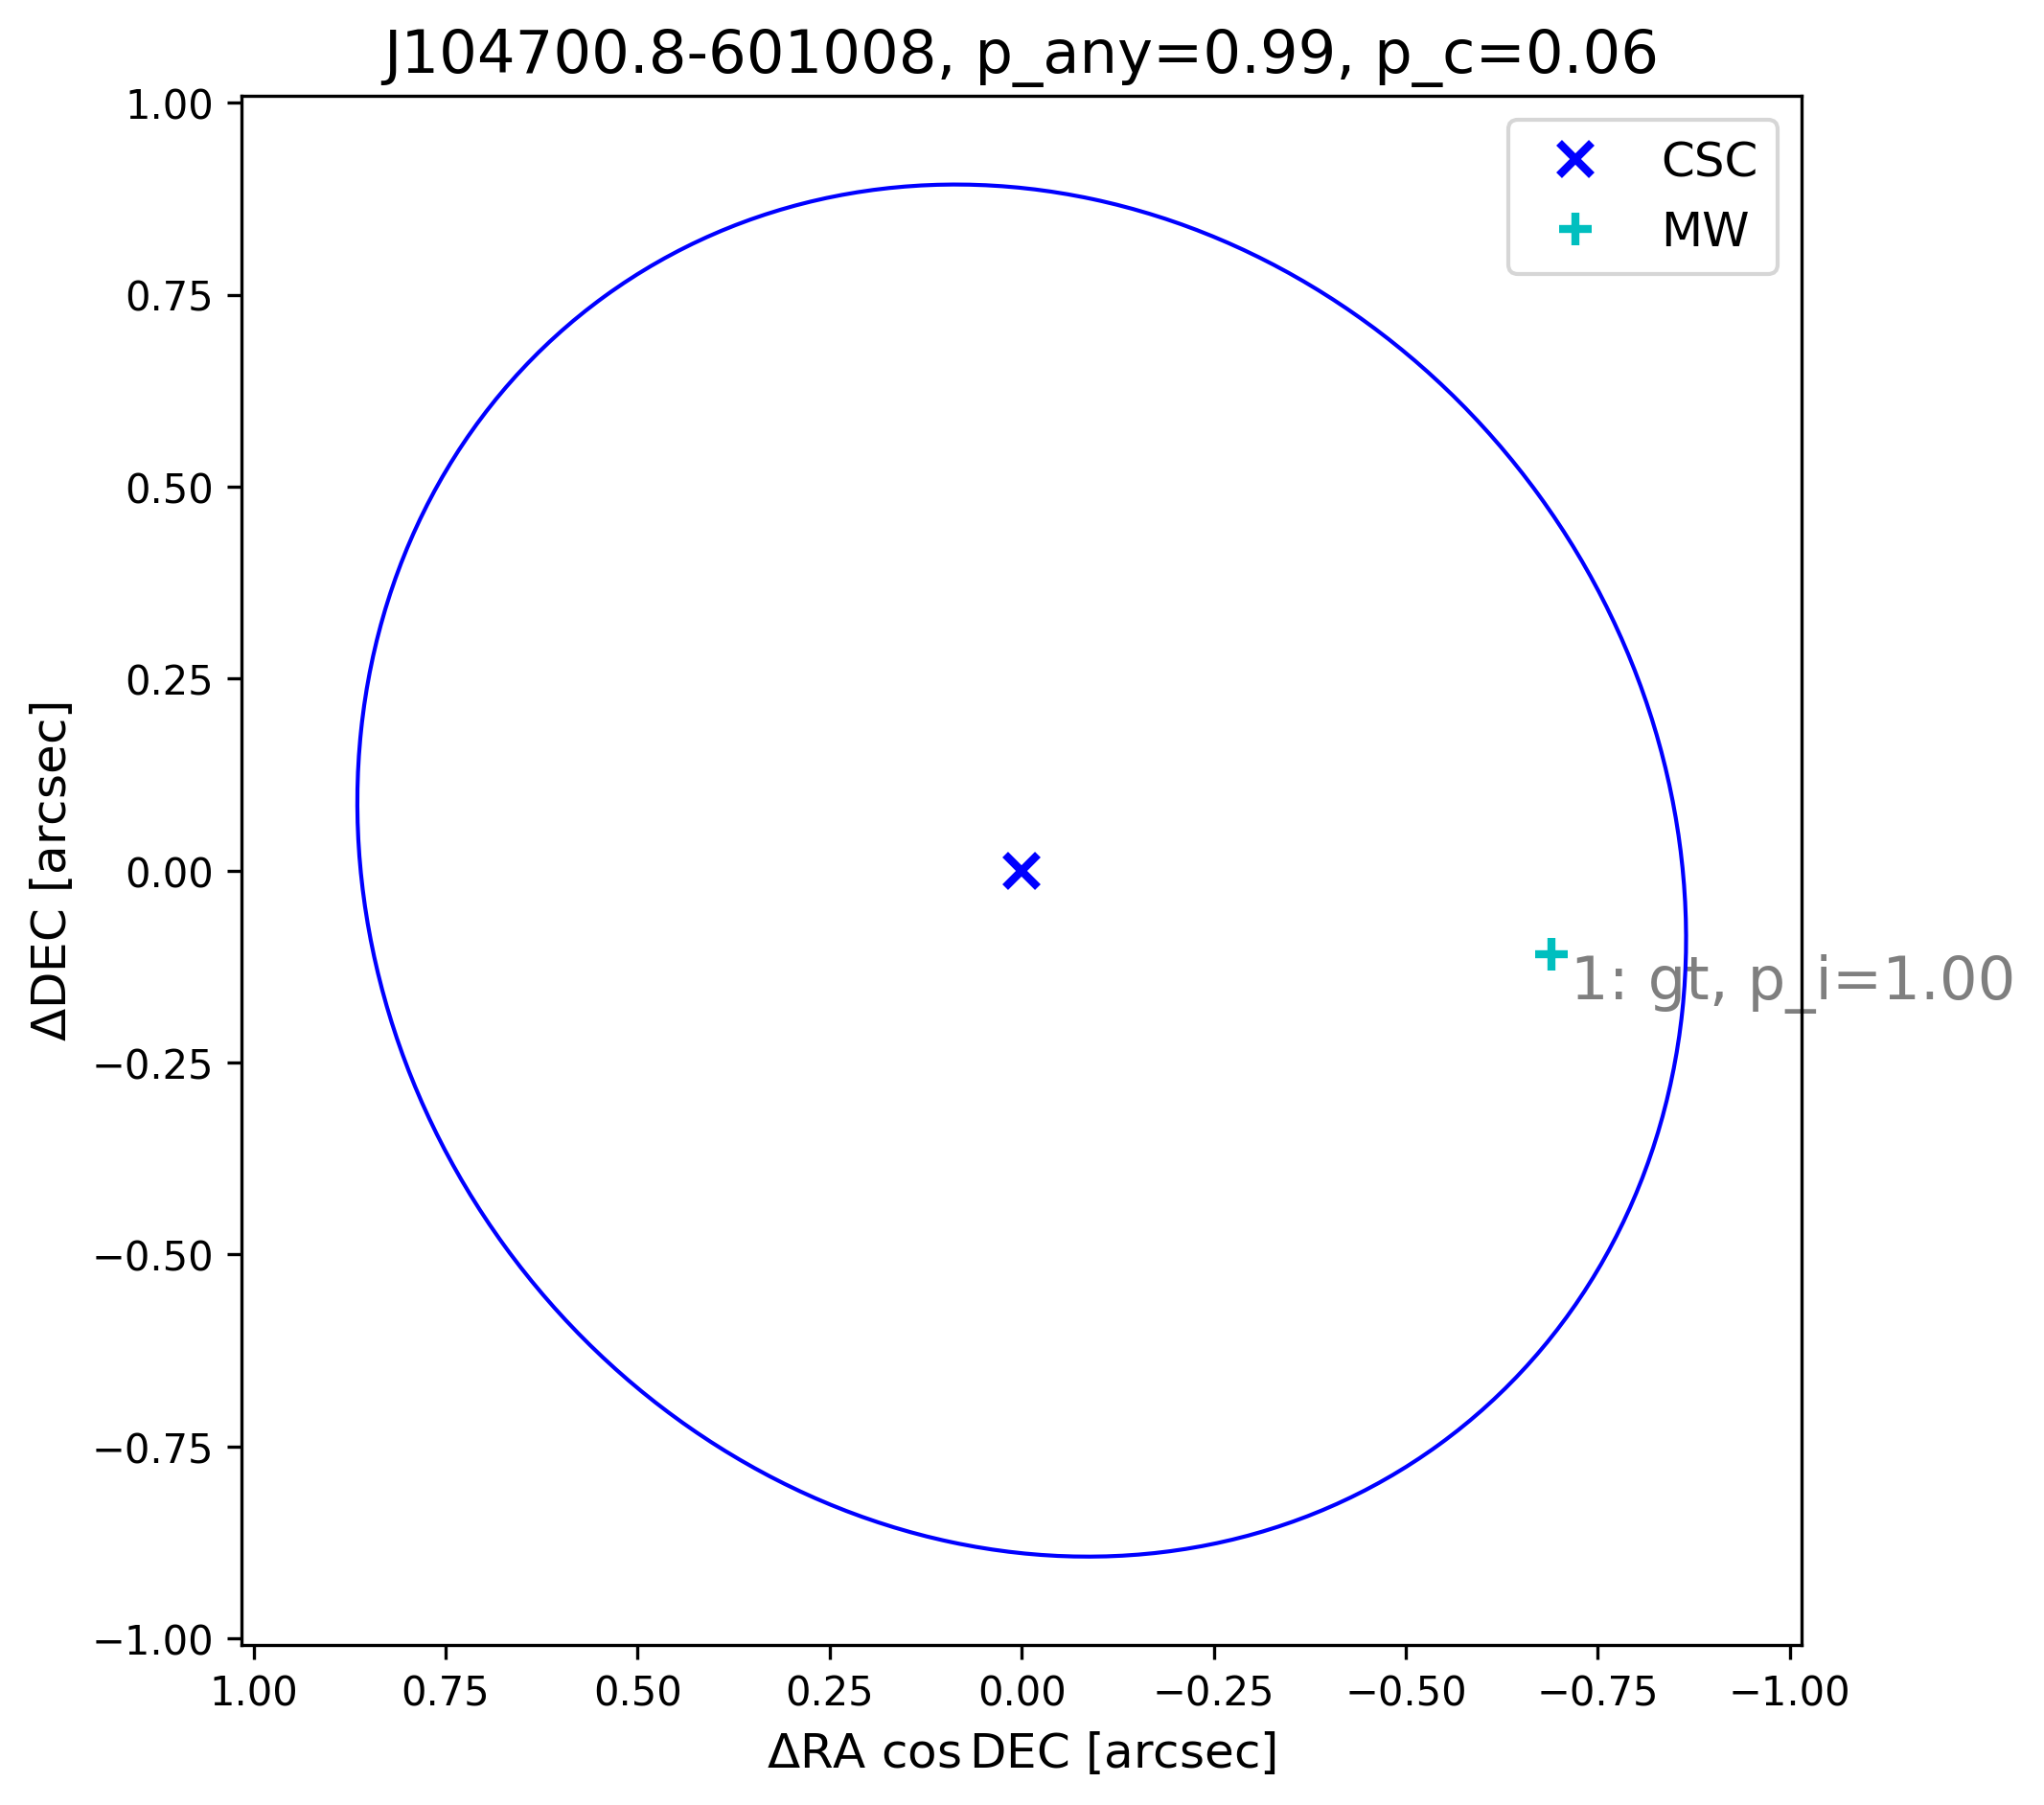 J104700.8-601008, p_any=0.99, p_c=0.06
CSC
MW
1.00
0.75
0.50
0.25
0.00
−0.25
−0.50
−0.75
−1.00
ΔDEC [arcsec]
1: gt, p_i=1.00
1.00 0.75 0.50 0.25 0.00 −0.25 −0.50 −0.75 −1.00
ΔRA cos DEC [arcsec]